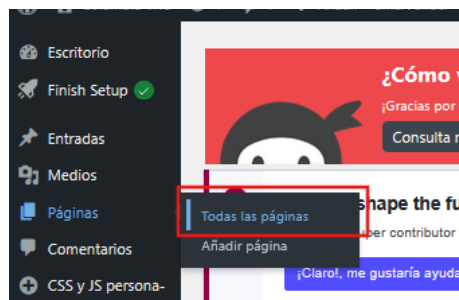 Escritorio
Finish Setup
Entradas
Medios
Páginas
Comentarios
CSS y JS persona-
Todas las páginas
Añadir página
¿Cómo
¡Gracias por
Consulta
shape the fu
per contributor
¡Claro!, me gustaría ayuda